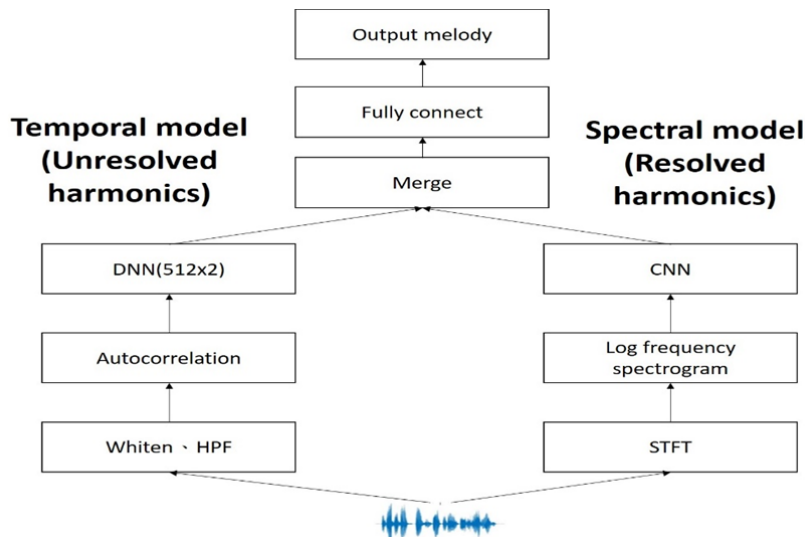 Output melody
Fully connect
Merge
Temporal model
(Unresolved
harmonics)
DNN(512x2)
Autocorrelation
Whiten、HPF
Spectral model
(Resolved
harmonics)
CNN
Log frequency
spectrogram
STFT